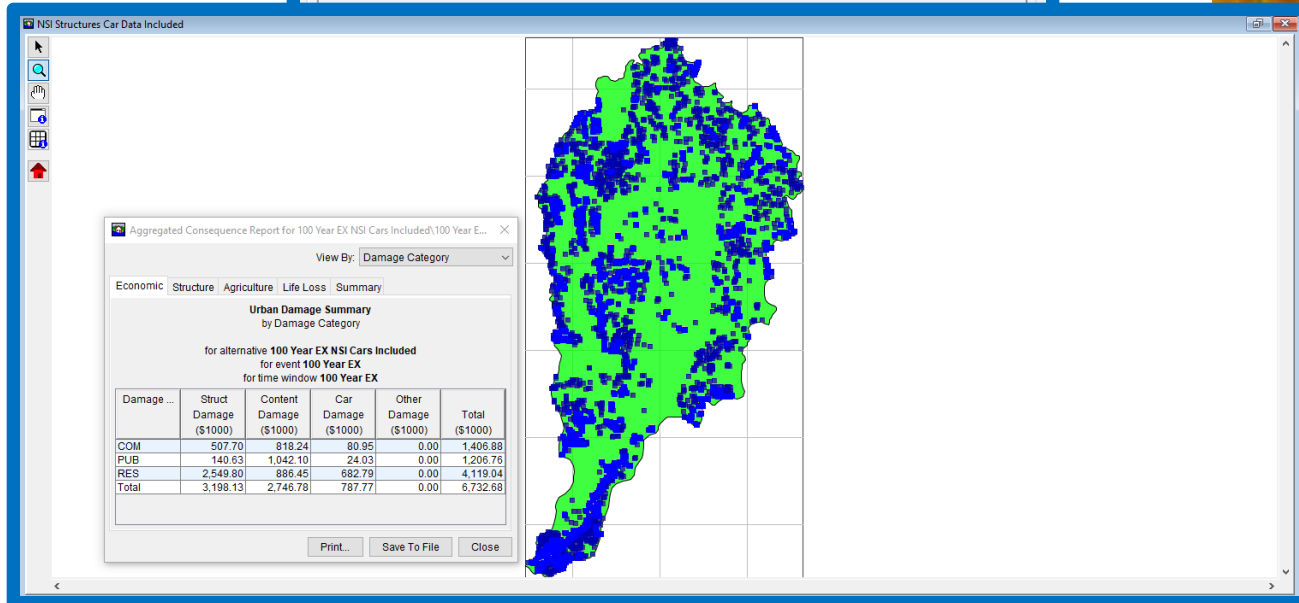 NSI Structures Car Data Included
Aggregated Consequence Report for 100 Year EX NSI Cars Included\100 Year E...
View By: Damage Category
Economic Structure Agriculture Life Loss Summary
Urban Damage Summary
by Damage Category
for alternative 100 Year EX NSI Cars Included
for event 100 Year EX
for time window 100 Year EX
Damage ... Struct Damage ($1000) Content Damage ($1000) Car Damage ($1000) Other Damage ($1000) Total ($1000)
COM 507.70 818.24 80.95 0.00 1,406.88
PUB 140.63 1,042.10 24.03 0.00 1,206.76
RES 2,549.80 886.45 682.79 0.00 4,119.04
Total 3,198.13 2,746.78 787.77 0.00 6,732.68
Print... Save To File Close